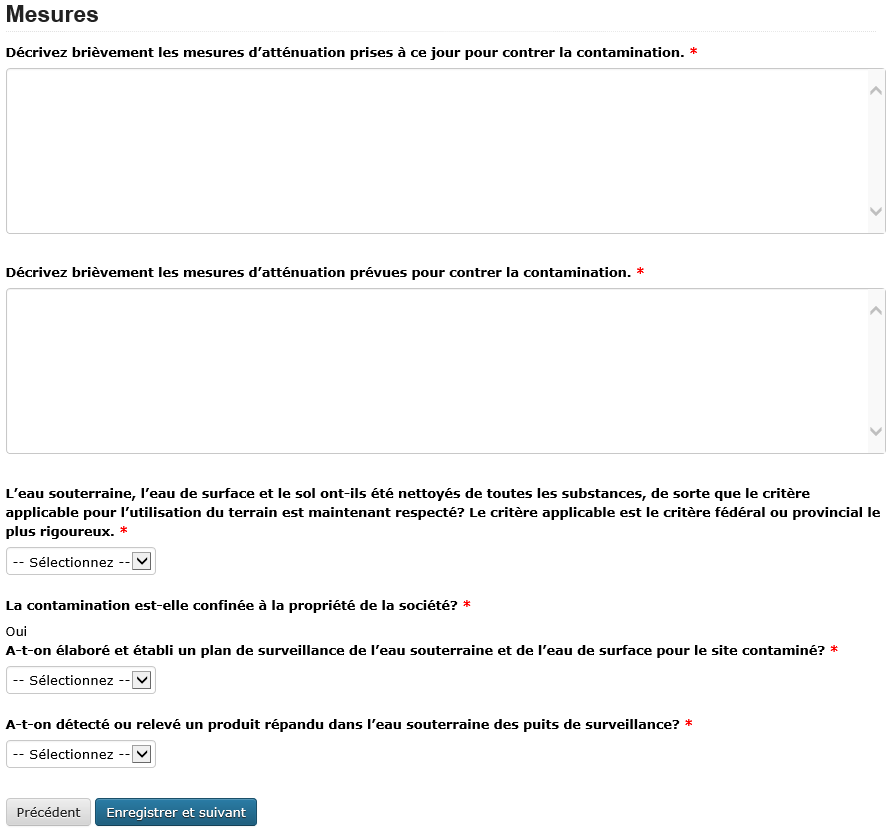 Mesures
Décrivez brièvement les mesures d’atténuation prises à ce jour pour contrer la contamination. *
Décrivez brièvement les mesures d’atténuation prévues pour contrer la contamination. *
L’eau souterraine, l’eau de surface et le sol ont-ils été nettoyés de toutes les substances, de sorte que le critère
applicable pour l’utilisation du terrain est maintenant respecté? Le critère applicable est le critère fédéral ou provincial le
plus rigoureux. *
-- Sélectionnez --
La contamination est-elle confinée à la propriété de la société? *
Oui
A-t-on élaboré et établi un plan de surveillance de l’eau souterraine et de l’eau de surface pour le site contaminé? *
-- Sélectionnez --
A-t-on détecté ou relevé un produit répandu dans l’eau souterraine des puits de surveillance? *
-- Sélectionnez --
Précédent Enregistrer et suivant